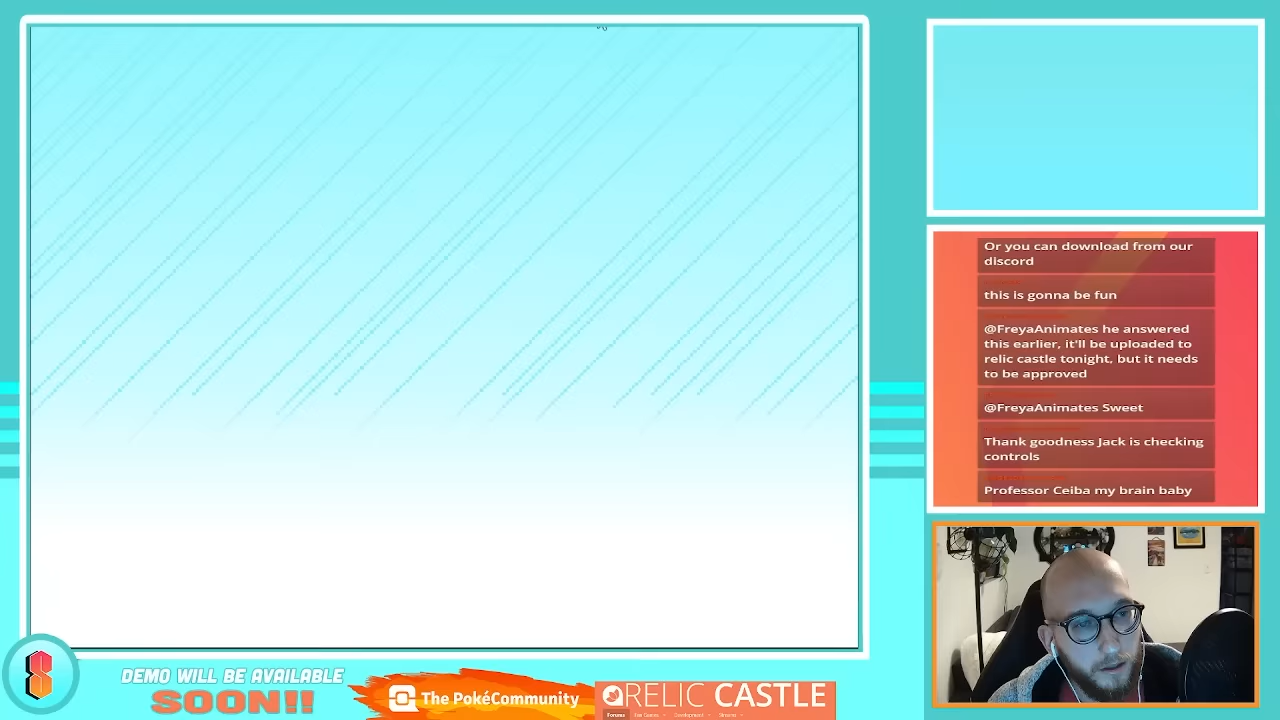 Or you can download from our
discord
this is gonna be fun
@FreyaAnimates he answered
this earlier, it'll be uploaded to
relic castle tonight, but it needs
to be approved
@FreyaAnimates Sweet
Thank goodness Jack is checking
controls
Professor Ceiba my brain baby
DEMO WILL BE AVAILABLE
SOON!!
The PokéCommunity
RELIC CASTLE
Forums